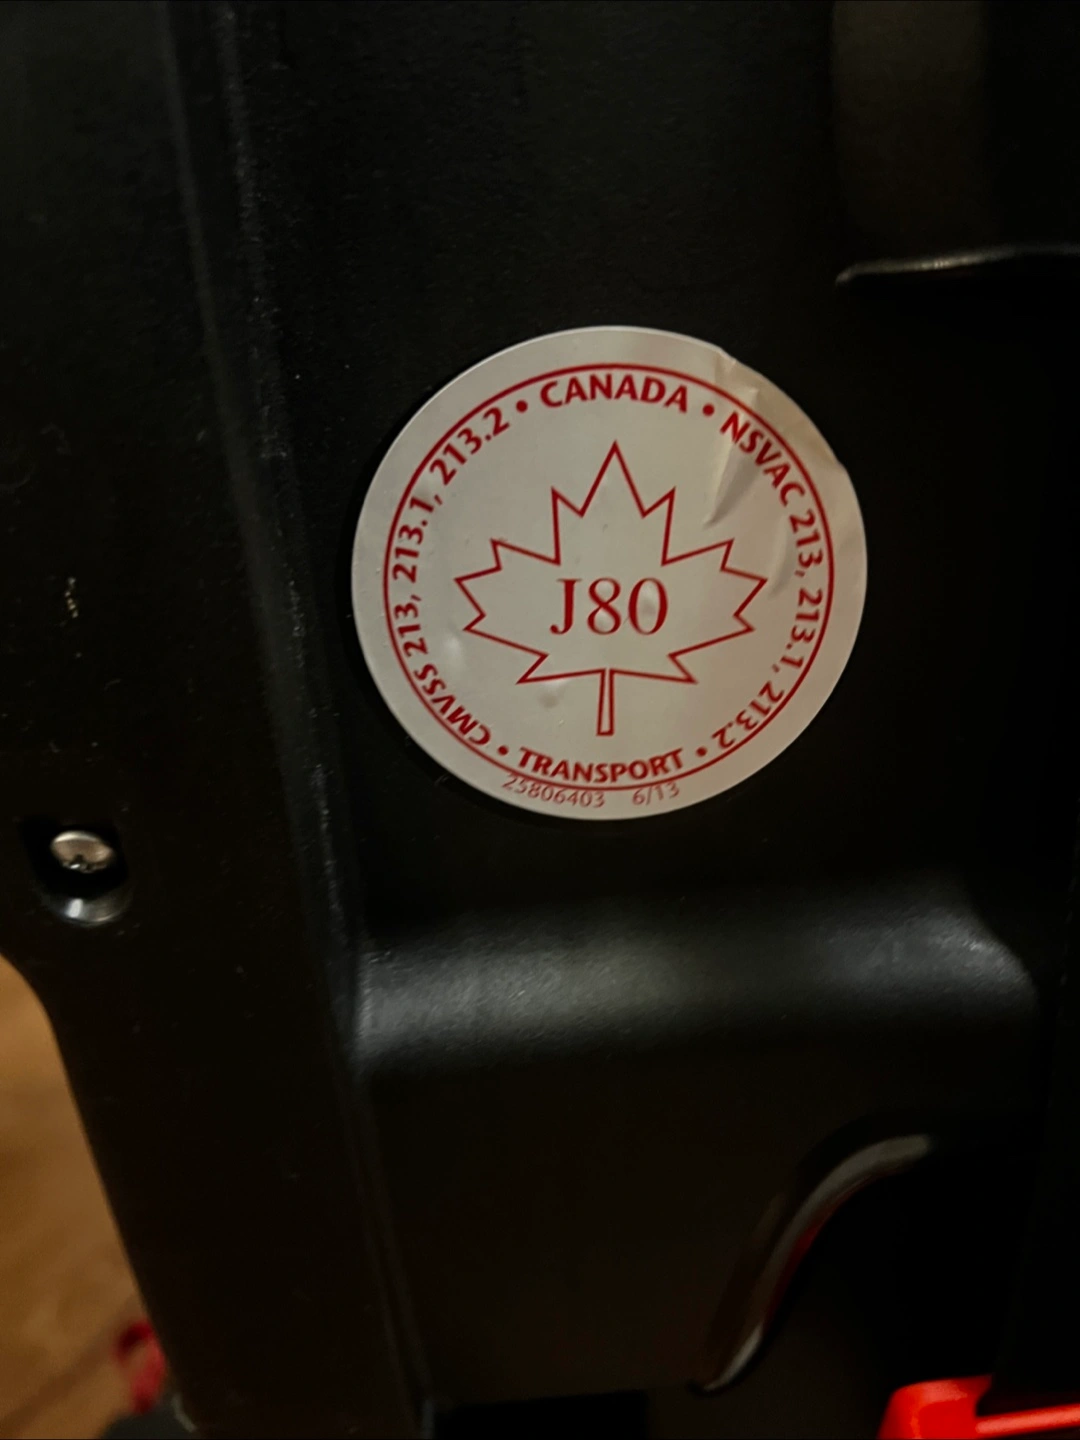 CMVSS 213, 213.1, 213.2 • CANADA • NSVAC 213, 213.1, 213.2 • TRANSPORT •
J80
25806403 6/13